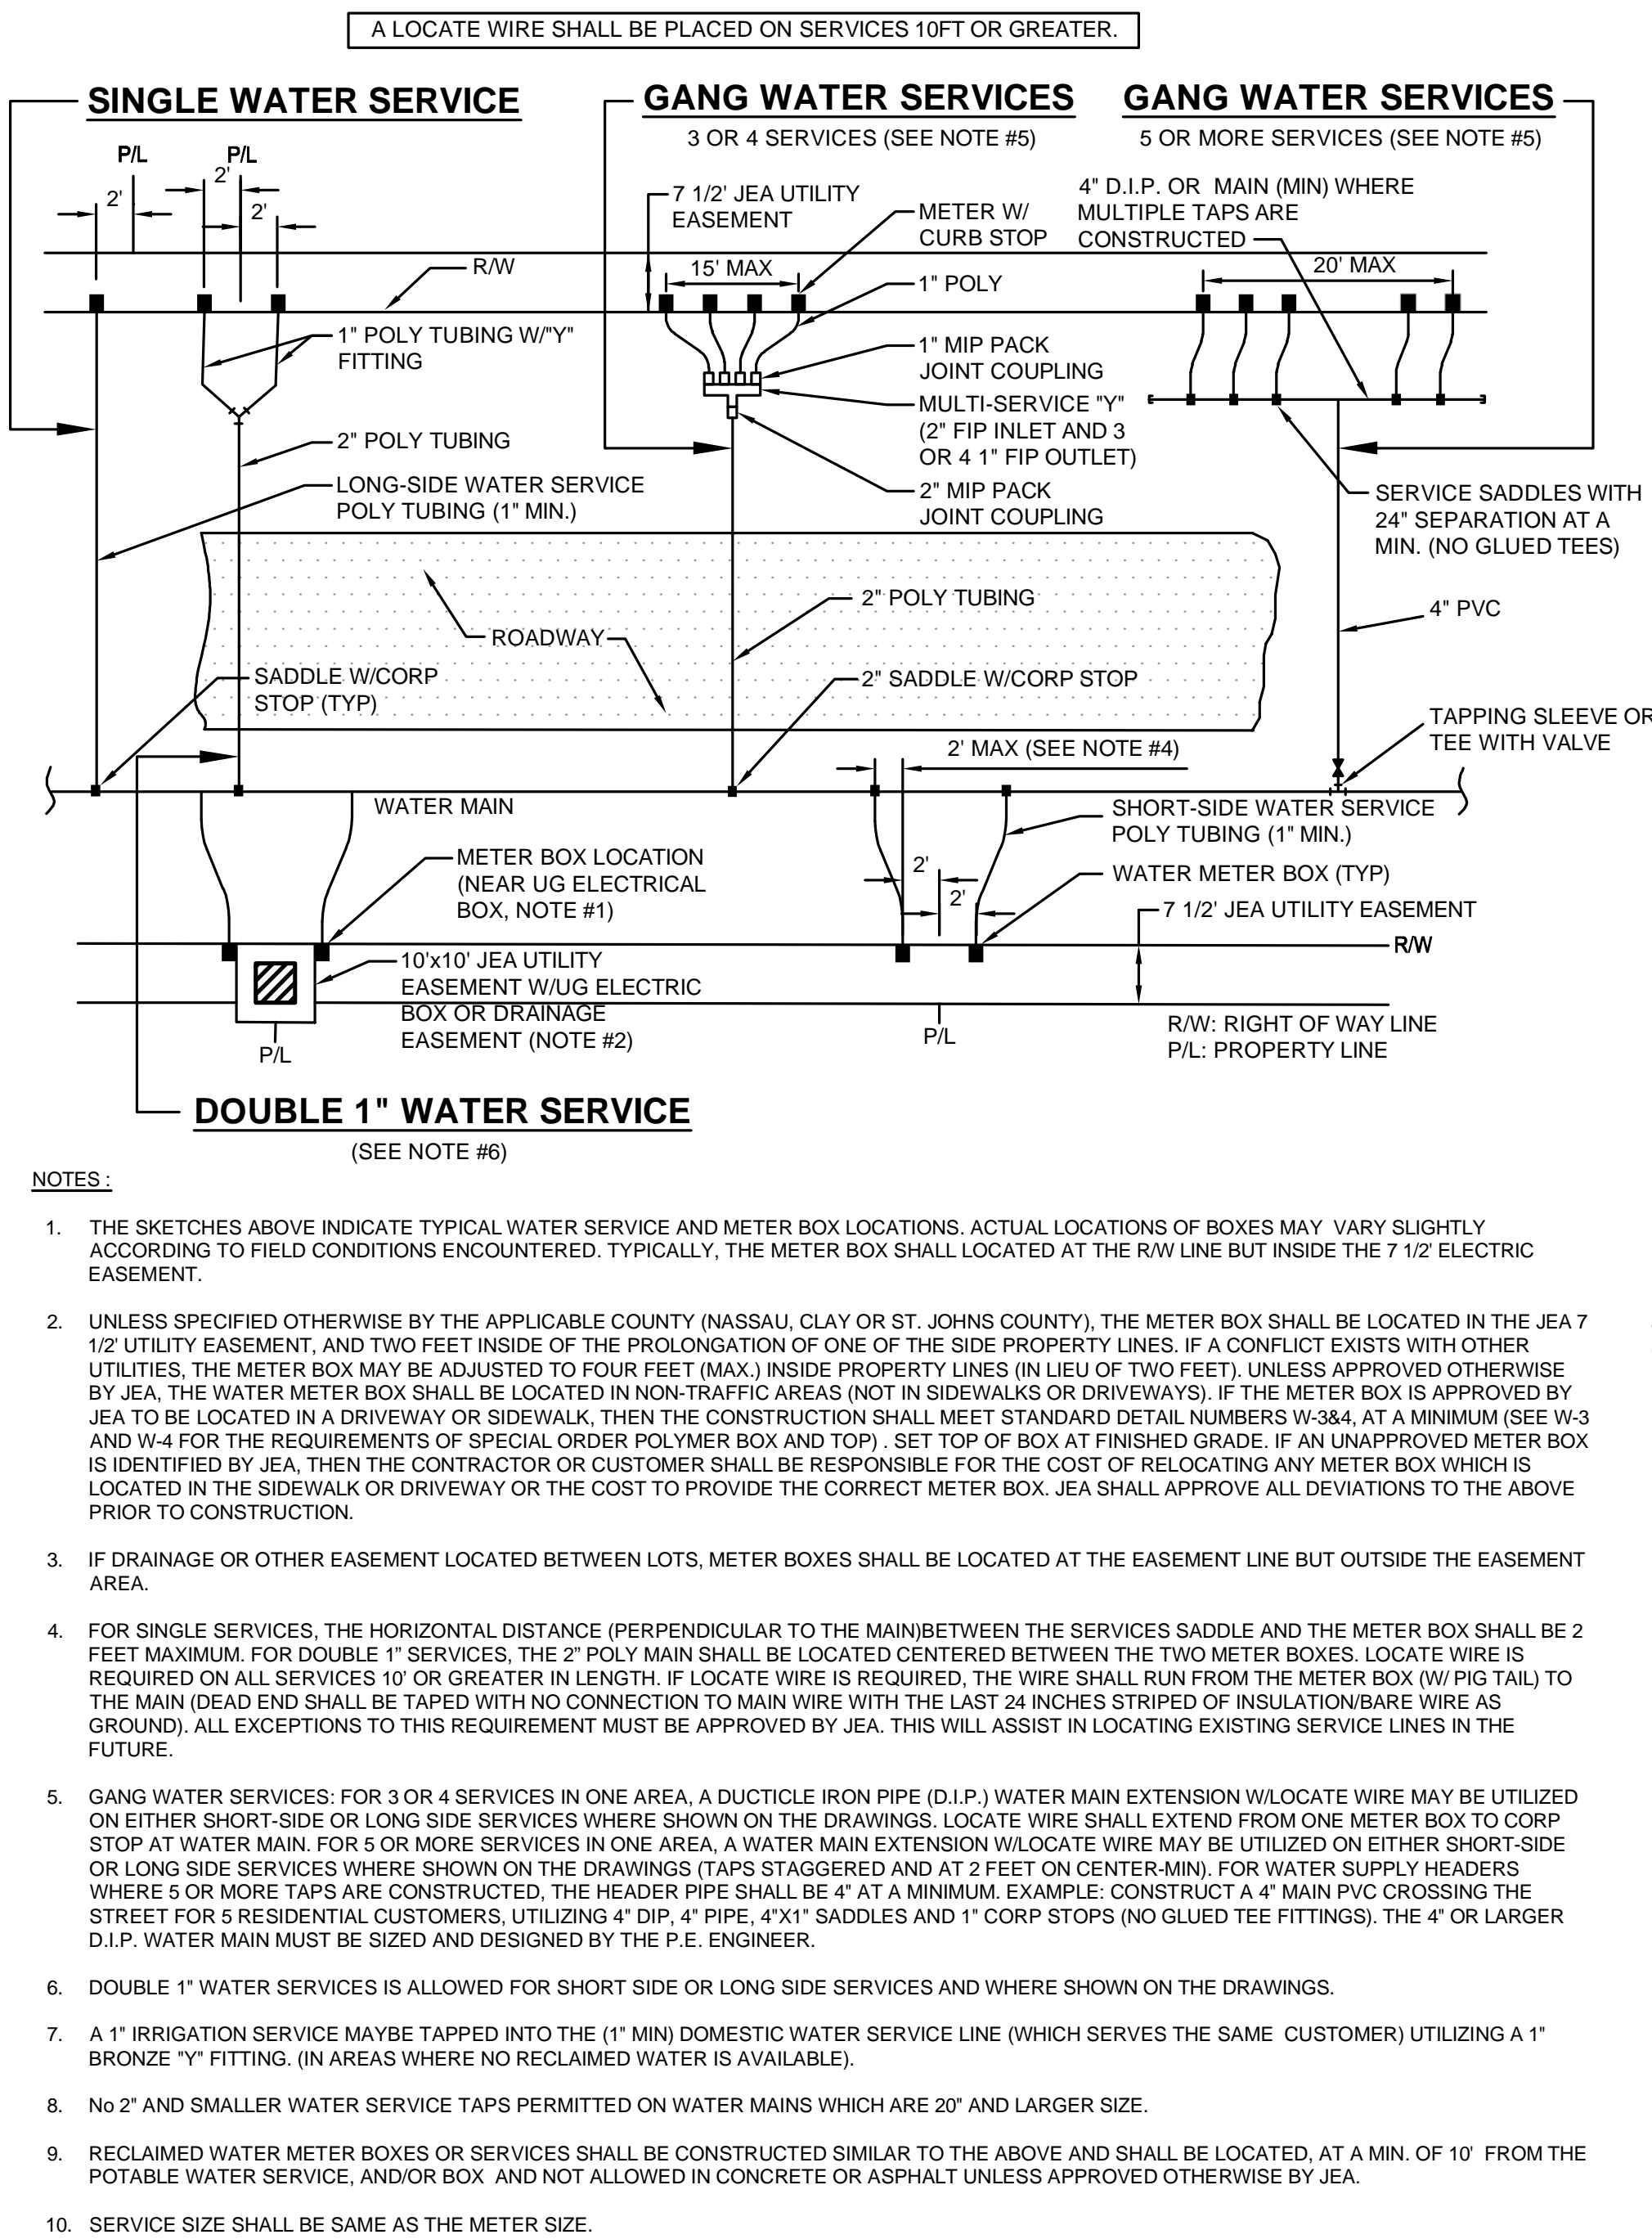 A LOCATE WIRE SHALL BE PLACED ON SERVICES 10FT OR GREATER.
SINGLE WATER SERVICE
GANG WATER SERVICES
3 OR 4 SERVICES (SEE NOTE #5)
GANG WATER SERVICES
5 OR MORE SERVICES (SEE NOTE #5)
P/L
P/L
2'
2'
2'
7 1/2' JEA UTILITY
EASEMENT
METER W/
CURB STOP
4" D.I.P. OR MAIN (MIN) WHERE
MULTIPLE TAPS ARE
CONSTRUCTED
R/W
15' MAX
20' MAX
1" POLY
1" POLY TUBING W/"Y"
FITTING
1" MIP PACK
JOINT COUPLING
MULTI-SERVICE "Y"
(2" FIP INLET AND 3
OR 4 1" FIP OUTLET)
2" POLY TUBING
LONG-SIDE WATER SERVICE
POLY TUBING (1" MIN.)
2" MIP PACK
JOINT COUPLING
SERVICE SADDLES WITH
24" SEPARATION AT A
MIN. (NO GLUED TEES)
2" POLY TUBING
4" PVC
ROADWAY
SADDLE W/CORP
STOP (TYP)
2" SADDLE W/CORP STOP
TAPPING SLEEVE OR
TEE WITH VALVE
2' MAX (SEE NOTE #4)
WATER MAIN
SHORT-SIDE WATER SERVICE
POLY TUBING (1" MIN.)
METER BOX LOCATION
(NEAR UG ELECTRICAL
BOX, NOTE #1)
2'
2'
WATER METER BOX (TYP)
7 1/2' JEA UTILITY EASEMENT
R/W
10'x10' JEA UTILITY
EASEMENT W/UG ELECTRIC
BOX OR DRAINAGE
EASEMENT (NOTE #2)
P/L
P/L
R/W: RIGHT OF WAY LINE
P/L: PROPERTY LINE
DOUBLE 1" WATER SERVICE
(SEE NOTE #6)
NOTES :
1. THE SKETCHES ABOVE INDICATE TYPICAL WATER SERVICE AND METER BOX LOCATIONS. ACTUAL LOCATIONS OF BOXES MAY VARY SLIGHTLY
ACCORDING TO FIELD CONDITIONS ENCOUNTERED. TYPICALLY, THE METER BOX SHALL LOCATED AT THE R/W LINE BUT INSIDE THE 7 1/2' ELECTRIC
EASEMENT.
2. UNLESS SPECIFIED OTHERWISE BY THE APPLICABLE COUNTY (NASSAU, CLAY OR ST. JOHNS COUNTY), THE METER BOX SHALL BE LOCATED IN THE JEA 7
1/2' UTILITY EASEMENT, AND TWO FEET INSIDE OF THE PROLONGATION OF ONE OF THE SIDE PROPERTY LINES. IF A CONFLICT EXISTS WITH OTHER
UTILITIES, THE METER BOX MAY BE ADJUSTED TO FOUR FEET (MAX.) INSIDE PROPERTY LINES (IN LIEU OF TWO FEET). UNLESS APPROVED OTHERWISE
BY JEA, THE WATER METER BOX SHALL BE LOCATED IN NON-TRAFFIC AREAS (NOT IN SIDEWALKS OR DRIVEWAYS). IF THE METER BOX IS APPROVED BY
JEA TO BE LOCATED IN A DRIVEWAY OR SIDEWALK, THEN THE CONSTRUCTION SHALL MEET STANDARD DETAIL NUMBERS W-3&4, AT A MINIMUM (SEE W-3
AND W-4 FOR THE REQUIREMENTS OF SPECIAL ORDER POLYMER BOX AND TOP) . SET TOP OF BOX AT FINISHED GRADE. IF AN UNAPPROVED METER BOX
IS IDENTIFIED BY JEA, THEN THE CONTRACTOR OR CUSTOMER SHALL BE RESPONSIBLE FOR THE COST OF RELOCATING ANY METER BOX WHICH IS
LOCATED IN THE SIDEWALK OR DRIVEWAY OR THE COST TO PROVIDE THE CORRECT METER BOX. JEA SHALL APPROVE ALL DEVIATIONS TO THE ABOVE
PRIOR TO CONSTRUCTION.
3. IF DRAINAGE OR OTHER EASEMENT LOCATED BETWEEN LOTS, METER BOXES SHALL BE LOCATED AT THE EASEMENT LINE BUT OUTSIDE THE EASEMENT
AREA.
4. FOR SINGLE SERVICES, THE HORIZONTAL DISTANCE (PERPENDICULAR TO THE MAIN)BETWEEN THE SERVICES SADDLE AND THE METER BOX SHALL BE 2
FEET MAXIMUM. FOR DOUBLE 1” SERVICES, THE 2” POLY MAIN SHALL BE LOCATED CENTERED BETWEEN THE TWO METER BOXES. LOCATE WIRE IS
REQUIRED ON ALL SERVICES 10’ OR GREATER IN LENGTH. IF LOCATE WIRE IS REQUIRED, THE WIRE SHALL RUN FROM THE METER BOX (W/ PIG TAIL) TO
THE MAIN (DEAD END SHALL BE TAPED WITH NO CONNECTION TO MAIN WIRE WITH THE LAST 24 INCHES STRIPED OF INSULATION/BARE WIRE AS
GROUND). ALL EXCEPTIONS TO THIS REQUIREMENT MUST BE APPROVED BY JEA. THIS WILL ASSIST IN LOCATING EXISTING SERVICE LINES IN THE
FUTURE.
5. GANG WATER SERVICES: FOR 3 OR 4 SERVICES IN ONE AREA, A DUCTICLE IRON PIPE (D.I.P.) WATER MAIN EXTENSION W/LOCATE WIRE MAY BE UTILIZED
ON EITHER SHORT-SIDE OR LONG SIDE SERVICES WHERE SHOWN ON THE DRAWINGS. LOCATE WIRE SHALL EXTEND FROM ONE METER BOX TO CORP
STOP AT WATER MAIN. FOR 5 OR MORE SERVICES IN ONE AREA, A WATER MAIN EXTENSION W/LOCATE WIRE MAY BE UTILIZED ON EITHER SHORT-SIDE
OR LONG SIDE SERVICES WHERE SHOWN ON THE DRAWINGS (TAPS STAGGERED AND AT 2 FEET ON CENTER-MIN). FOR WATER SUPPLY HEADERS
WHERE 5 OR MORE TAPS ARE CONSTRUCTED, THE HEADER PIPE SHALL BE 4" AT A MINIMUM. EXAMPLE: CONSTRUCT A 4" MAIN PVC CROSSING THE
STREET FOR 5 RESIDENTIAL CUSTOMERS, UTILIZING 4" DIP, 4" PIPE, 4"X1" SADDLES AND 1" CORP STOPS (NO GLUED TEE FITTINGS). THE 4" OR LARGER
D.I.P. WATER MAIN MUST BE SIZED AND DESIGNED BY THE P.E. ENGINEER.
6. DOUBLE 1" WATER SERVICES IS ALLOWED FOR SHORT SIDE OR LONG SIDE SERVICES AND WHERE SHOWN ON THE DRAWINGS.
7. A 1" IRRIGATION SERVICE MAYBE TAPPED INTO THE (1" MIN) DOMESTIC WATER SERVICE LINE (WHICH SERVES THE SAME CUSTOMER) UTILIZING A 1"
BRONZE "Y" FITTING. (IN AREAS WHERE NO RECLAIMED WATER IS AVAILABLE).
8. No 2" AND SMALLER WATER SERVICE TAPS PERMITTED ON WATER MAINS WHICH ARE 20" AND LARGER SIZE.
9. RECLAIMED WATER METER BOXES OR SERVICES SHALL BE CONSTRUCTED SIMILAR TO THE ABOVE AND SHALL BE LOCATED, AT A MIN. OF 10' FROM THE
POTABLE WATER SERVICE, AND/OR BOX AND NOT ALLOWED IN CONCRETE OR ASPHALT UNLESS APPROVED OTHERWISE BY JEA.
10. SERVICE SIZE SHALL BE SAME AS THE METER SIZE.